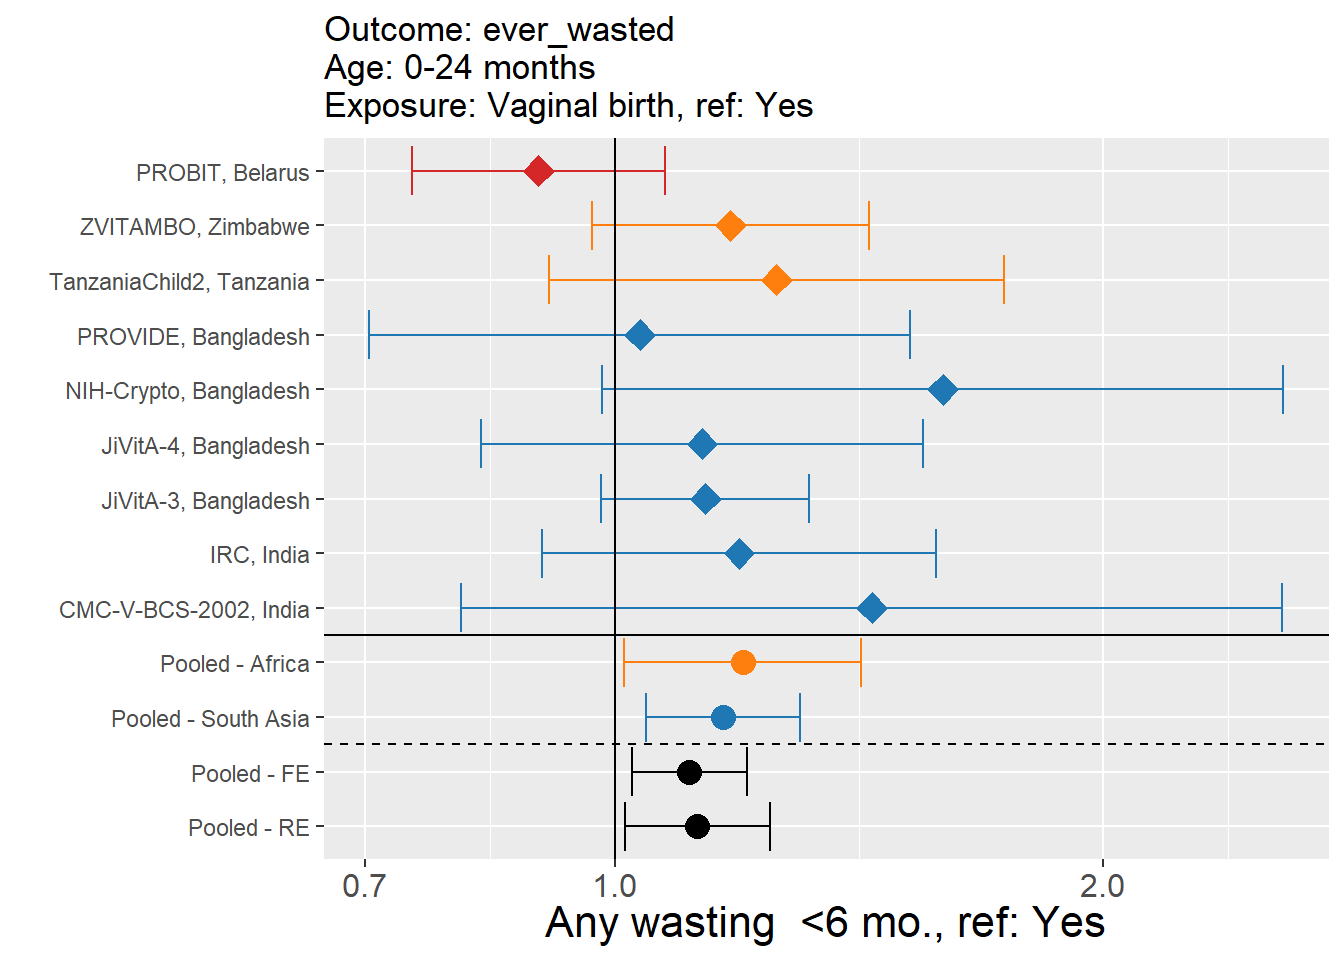 Outcome: ever_wasted
Age: 0-24 months
Exposure: Vaginal birth, ref: Yes
PROBIT, Belarus
ZVITAMBO, Zimbabwe
TanzaniaChild2, Tanzania
PROVIDE, Bangladesh
NIH-Crypto, Bangladesh
JiVitA-4, Bangladesh
JiVitA-3, Bangladesh
IRC, India
CMC-V-BCS-2002, India
Pooled - Africa
Pooled - South Asia
Pooled - FE
Pooled - RE
0.7 1.0 2.0
Any wasting  <6 mo., ref: Yes